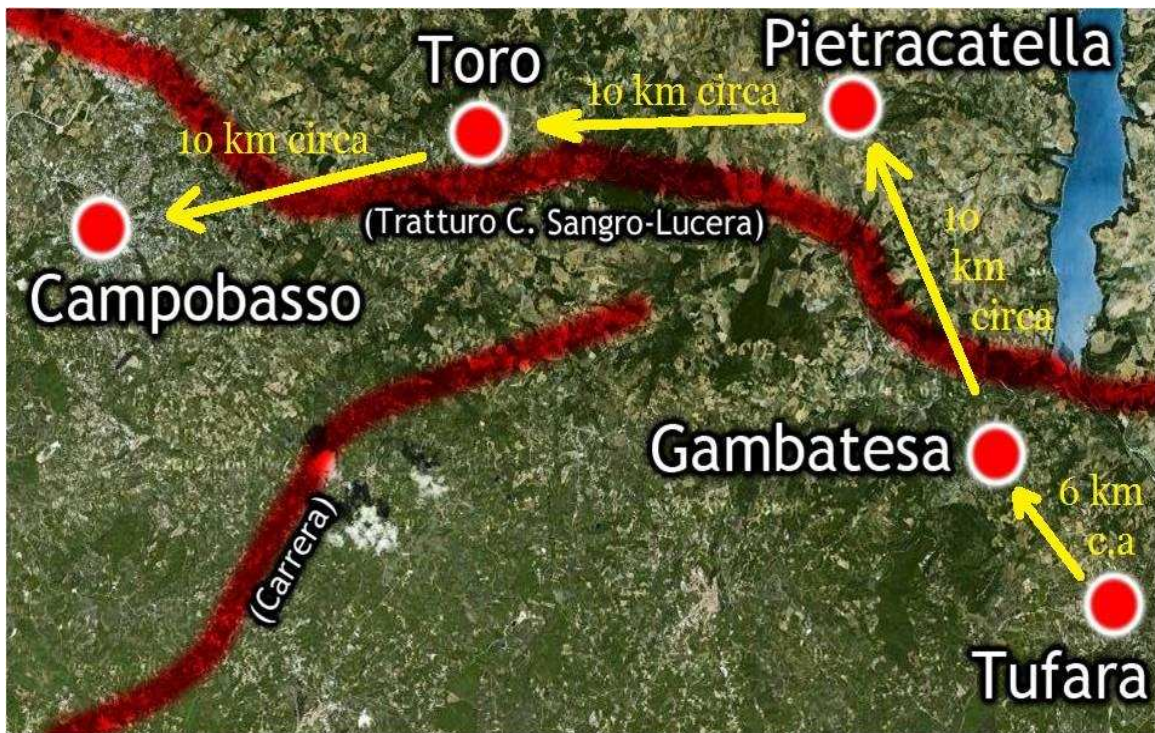 Pietracatella
Toro
10 km circa
10 km circa
(Tratturo C. Sangro-Lucera)
10
km
circa
Campobasso
Gambatesa
6 km
c.a
(Carrera)
Tufara